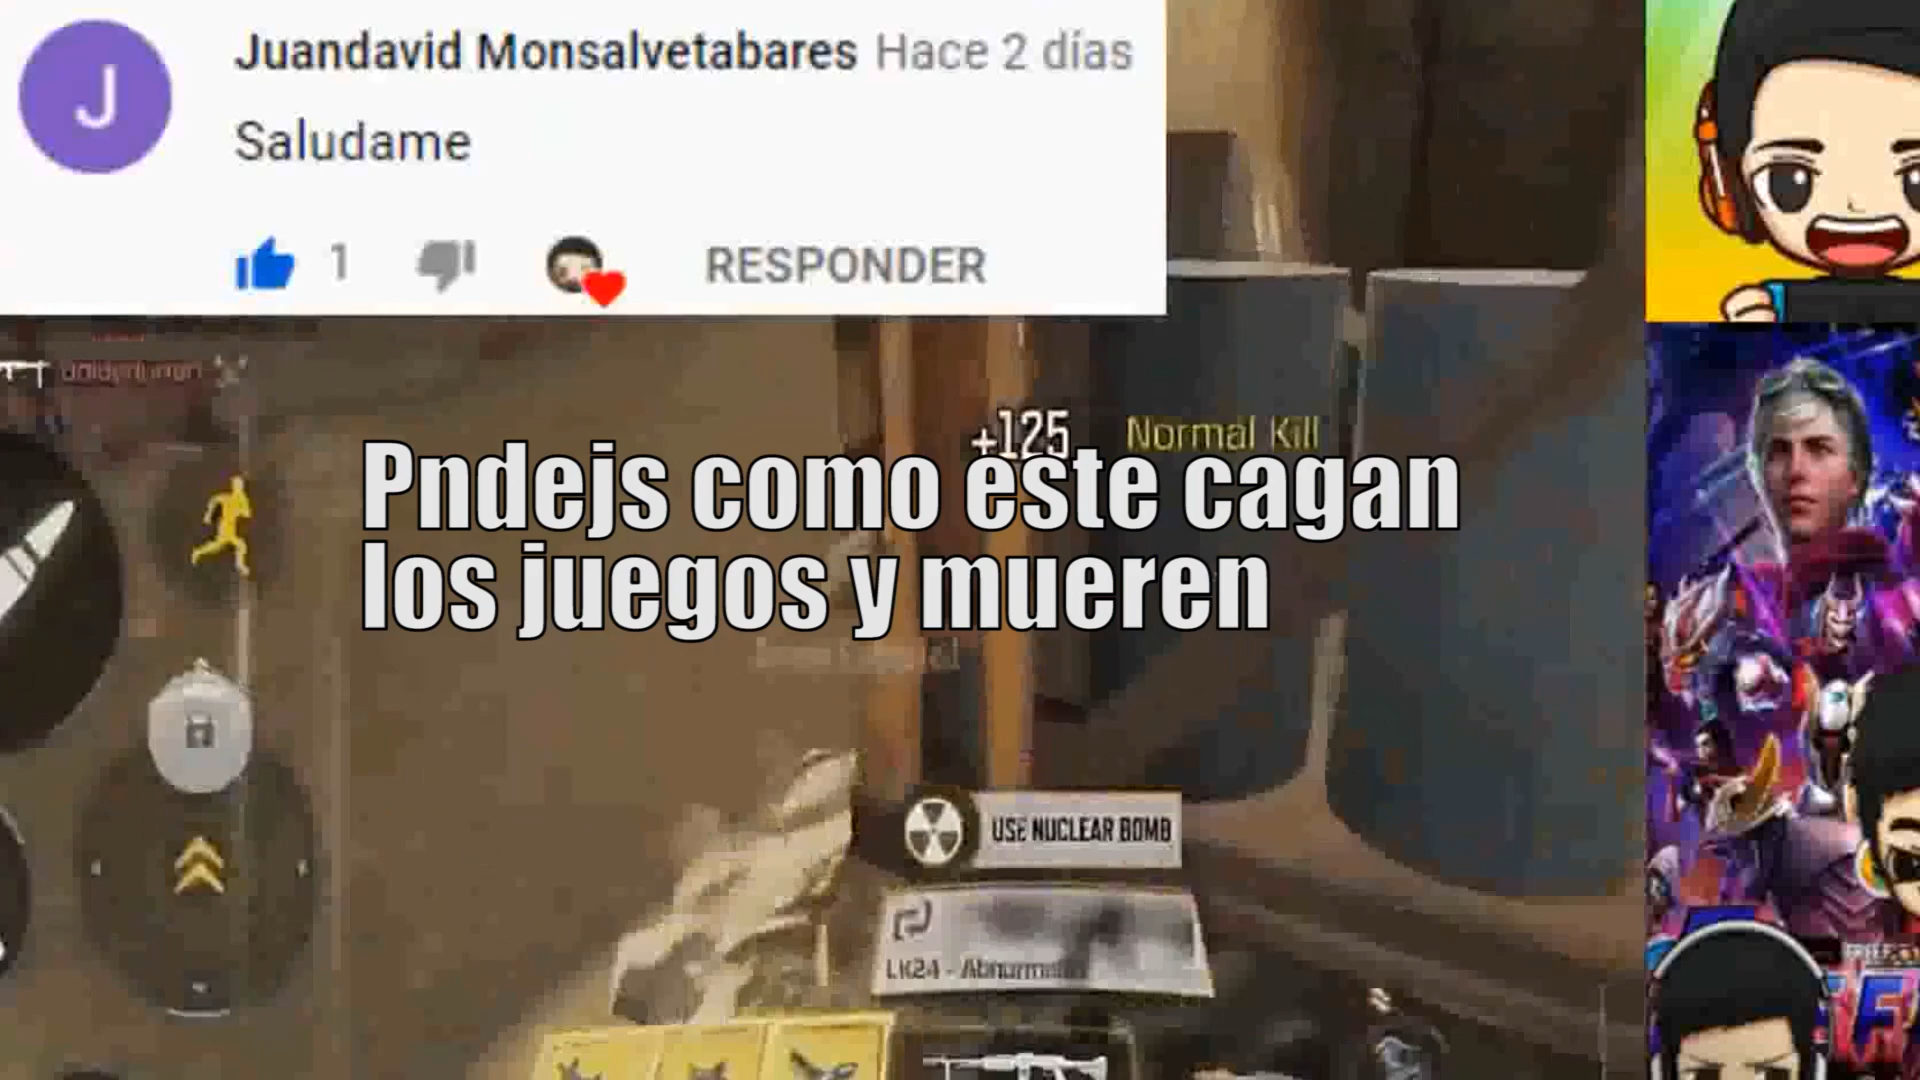 J
Juandavid Monsalvetabares Hace 2 días
Saludame
1
RESPONDER
+125 Normal Kill
Pndejs como este cagan
los juegos y mueren
USE NUCLEAR BOMB
LK24 -